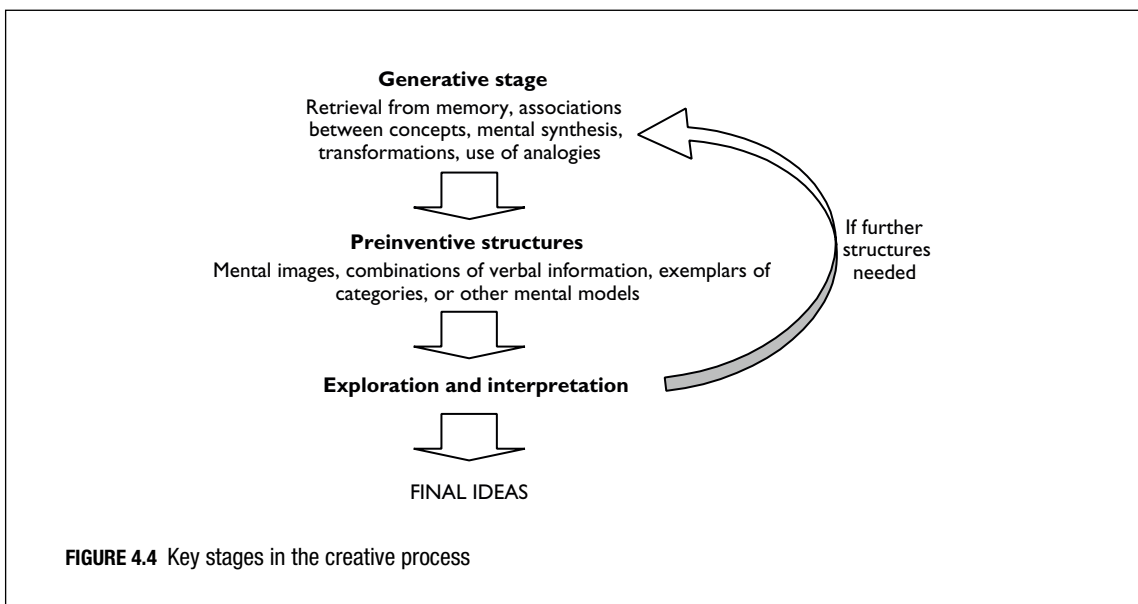 Generative stage
Retrieval from memory, associations
between concepts, mental synthesis,
transformations, use of analogies
Preinventive structures
Mental images, combinations of verbal information, exemplars of
categories, or other mental models
If further
structures
needed
Exploration and interpretation
FINAL IDEAS
FIGURE 4.4 Key stages in the creative process